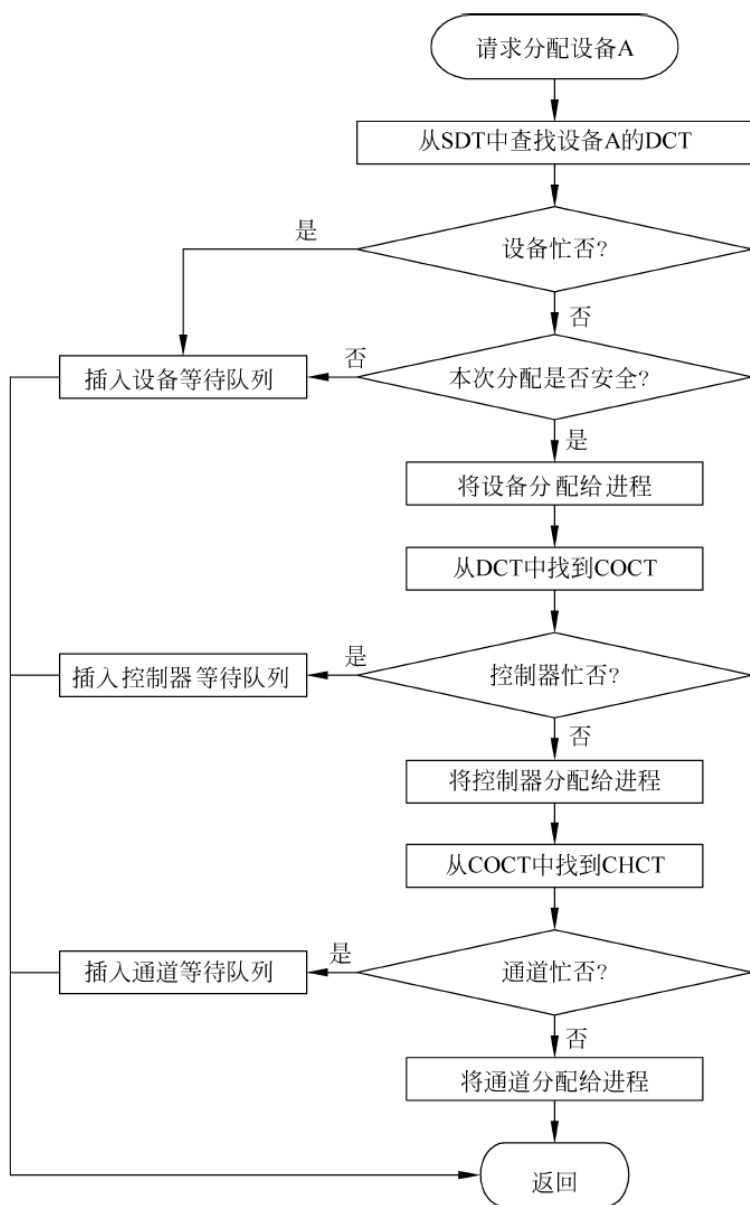 请求分配设备A
从SDT中查找设备A的DCT
是
设备忙否?
否
插入设备等待队列
否
本次分配是否安全?
是
将设备分配给进程
从DCT中找到COCT
插入控制器等待队列
是
控制器忙否?
否
将控制器分配给进程
从COCT中找到CHCT
插入通道等待队列
是
通道忙否?
否
将通道分配给进程
返回